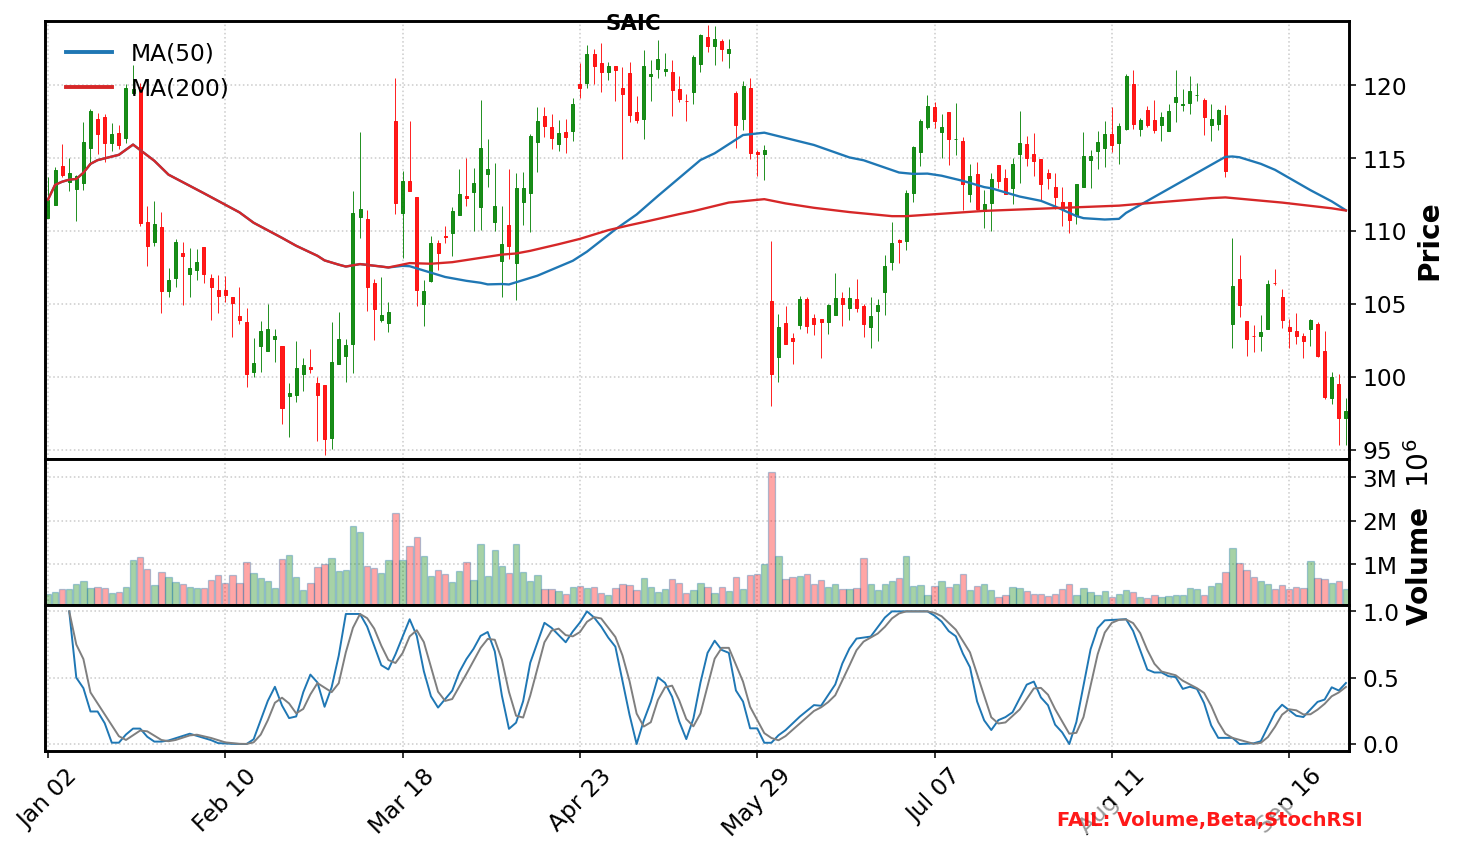 SAIC
MA(50)
MA(200)
120
115
110
105
100
95
Price
3M
2M
1M
Volume 10⁶
1.0
0.5
0.0
Jan 02
Feb 10
Mar 18
Apr 23
May 29
Jul 07
Aug 11
Sep 16
FAIL: Volume,Beta,StochRSI